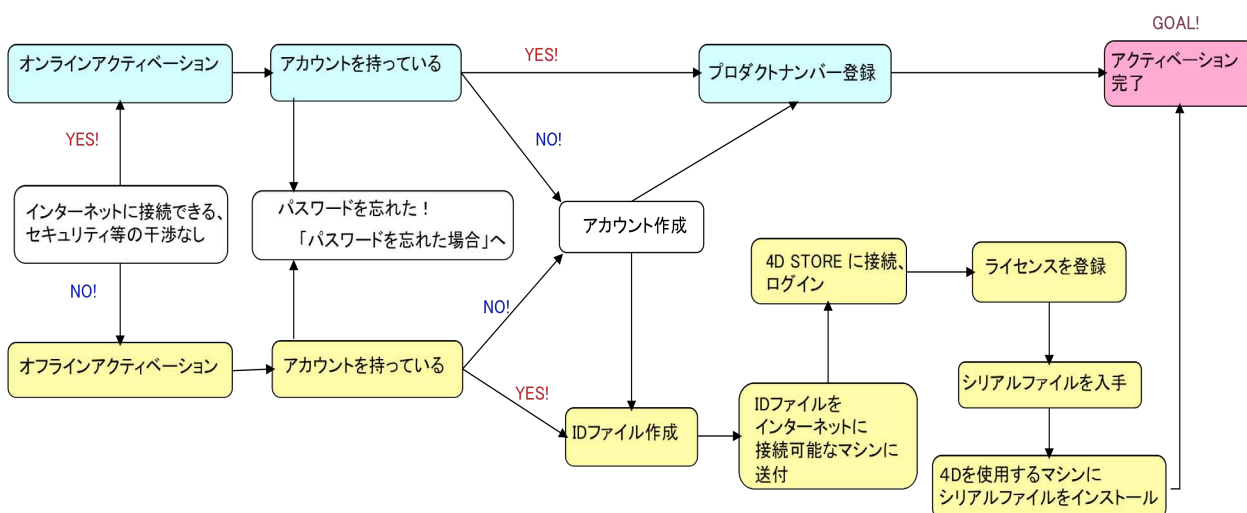 GOAL!
オンラインアクティベーション
アカウントを持っている
YES!
プロダクトナンバー登録
アクティベーション
完了
YES!
NO!
インターネットに接続できる、
セキュリティ等の干渉なし
パスワードを忘れた！
「パスワードを忘れた場合」へ
アカウント作成
NO!
NO!
4D STORE に接続、
ログイン
ライセンスを登録
オフラインアクティベーション
アカウントを持っている
YES!
シリアルファイルを入手
IDファイル作成
IDファイルを
インターネットに
接続可能なマシンに
送付
4Dを使用するマシンに
シリアルファイルをインストール